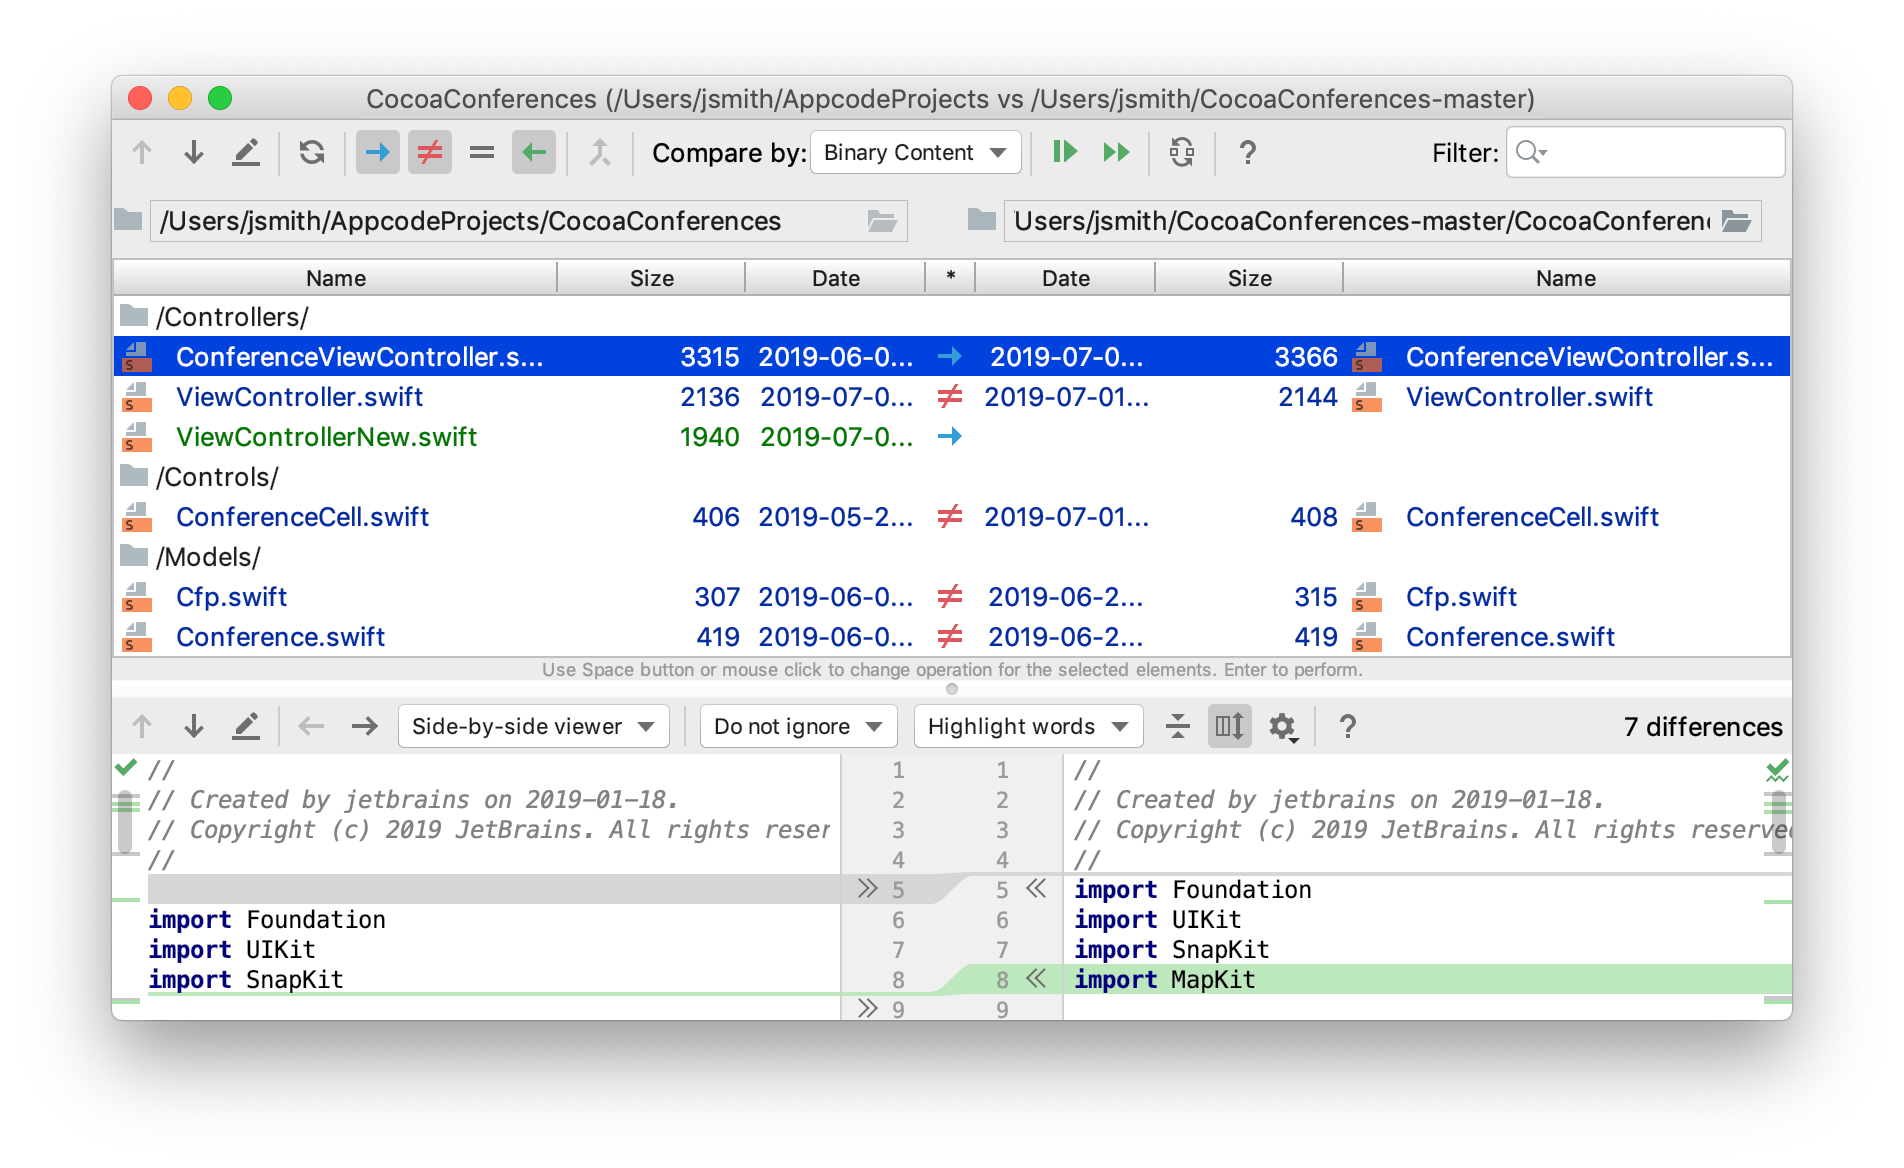 CocoaConferences (/Users/jsmith/AppcodeProjects vs /Users/jsmith/CocoaConferences-master)
Compare by: Binary Content ? Filter:
/Users/jsmith/AppcodeProjects/CocoaConferences Users/jsmith/CocoaConferences-master/CocoaConferen
Name Size Date * Date Size Name
/Controllers/
ConferenceViewController.s... 3315 2019-06-0... → 2019-07-0... 3366 ConferenceViewController.s...
ViewController.swift 2136 2019-07-0... ≠ 2019-07-01... 2144 ViewController.swift
ViewControllerNew.swift 1940 2019-07-0... →
/Controls/
ConferenceCell.swift 406 2019-05-2... ≠ 2019-07-01... 408 ConferenceCell.swift
/Models/
Cfp.swift 307 2019-06-0... ≠ 2019-06-2... 315 Cfp.swift
Conference.swift 419 2019-06-0... ≠ 2019-06-2... 419 Conference.swift
Use Space button or mouse click to change operation for the selected elements. Enter to perform.
Side-by-side viewer Do not ignore Highlight words ? 7 differences
// 1 1 //
// Created by jetbrains on 2019-01-18. 2 2 // Created by jetbrains on 2019-01-18.
// Copyright (c) 2019 JetBrains. All rights reser 3 3 // Copyright (c) 2019 JetBrains. All rights reserve
// 4 4 //
» 5 5 « import Foundation
import Foundation 6 6 import UIKit
import UIKit 7 7 import SnapKit
import SnapKit 8 8 « import MapKit
» 9 9